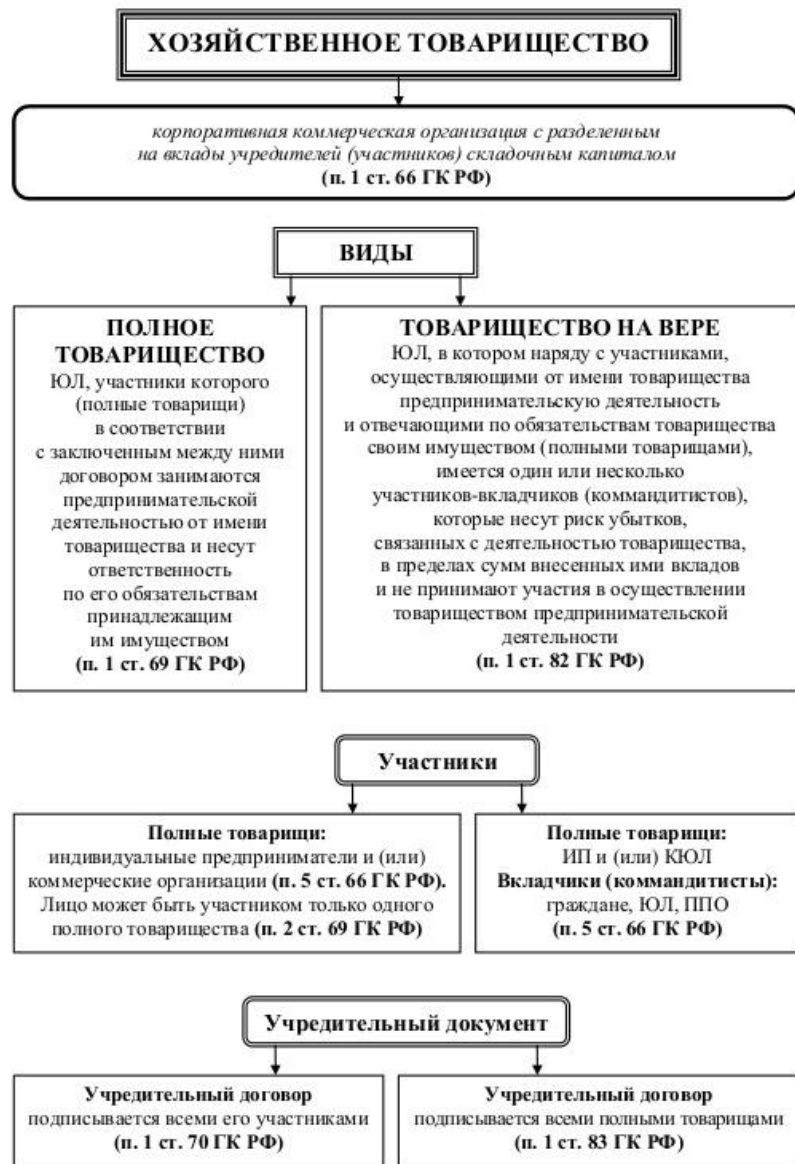 ХОЗЯЙСТВЕННОЕ ТОВАРИЩЕСТВО
корпоративная коммерческая организация с разделенным
на вклады учредителей (участников) складочным капиталом
(п. 1 ст. 66 ГК РФ)
ВИДЫ
ПОЛНОЕ
ТОВАРИЩЕСТВО
ЮЛ, участники которого
(полные товарищи)
в соответствии
с заключенным между ними
договором занимаются
предпринимательской
деятельностью от имени
товарищества и несут
ответственность
по его обязательствам
принадлежащим
им имуществом
(п. 1 ст. 69 ГК РФ)
ТОВАРИЩЕСТВО НА ВЕРЕ
ЮЛ, в котором наряду с участниками,
осуществляющими от имени товарищества
предпринимательскую деятельность
и отвечающими по обязательствам товарищества
своим имуществом (полными товарищами),
имеется один или несколько
участников-вкладчиков (коммандитистов),
которые несут риск убытков,
связанных с деятельностью товарищества,
в пределах сумм внесенных ими вкладов
и не принимают участия в осуществлении
товариществом предпринимательской
деятельности
(п. 1 ст. 82 ГК РФ)
Участники
Полные товарищи:
индивидуальные предприниматели и (или)
коммерческие организации (п. 5 ст. 66 ГК РФ).
Лицо может быть участником только одного
полного товарищества (п. 2 ст. 69 ГК РФ)
Полные товарищи:
ИП и (или) КЮЛ
Вкладчики (коммандитисты):
граждане, ЮЛ, ППО
(п. 5 ст. 66 ГК РФ)
Учредительный документ
Учредительный договор
подписывается всеми его участниками
(п. 1 ст. 70 ГК РФ)
Учредительный договор
подписывается всеми полными товарищами
(п. 1 ст. 83 ГК РФ)